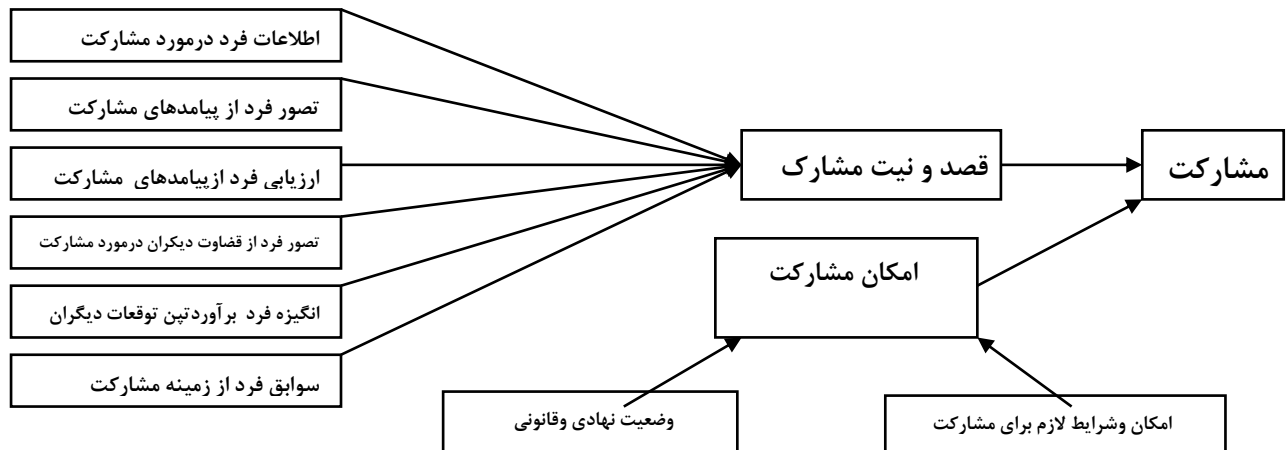 اطلاعات فرد درمورد مشارکت
تصور فرد از پیامدهای مشارکت
ارزیابی فرد ازپیامدهای مشارکت
تصور فرد از قضاوت دیکران درمورد مشارکت
انگیزه فرد برآوردتپن توقعات دیگران
سوابق فرد از زمینه مشارکت
قصد و نیت مشارک
مشارکت
امکان مشارکت
امکان وشرایط لازم برای مشارکت
وضعیت نهادی وقانونی